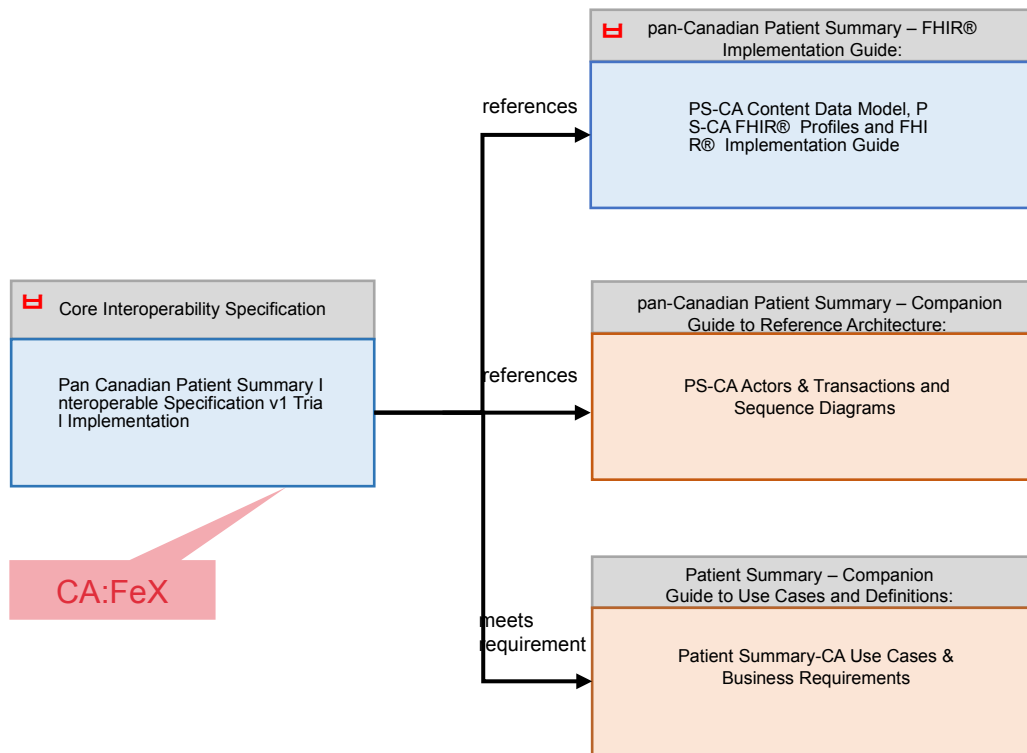 pan-Canadian Patient Summary – FHIR®
Implementation Guide:
references
PS-CA Content Data Model, P
S-CA FHIR® Profiles and FHI
R® Implementation Guide
Core Interoperability Specification
pan-Canadian Patient Summary – Companion
Guide to Reference Architecture:
Pan Canadian Patient Summary I
nteroperable Specification v1 Tria
l Implementation
references
PS-CA Actors & Transactions and
Sequence Diagrams
CA:FeX
Patient Summary – Companion
Guide to Use Cases and Definitions:
meets
requirement
Patient Summary-CA Use Cases &
Business Requirements